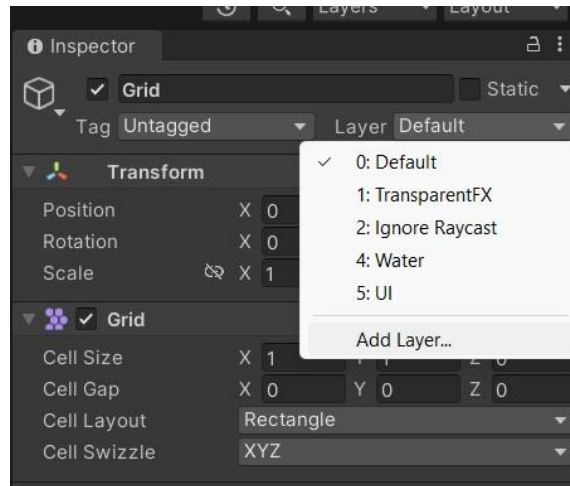 Layers Layout
Inspector
Grid Static
Tag Untagged Layer Default
Transform
0: Default
1: TransparentFX
2: Ignore Raycast
4: Water
5: UI
Add Layer...
Position X 0
Rotation X 0
Scale X 1
Grid
Cell Size X 1 Y 1 Z 0
Cell Gap X 0 Y 0 Z 0
Cell Layout Rectangle
Cell Swizzle XYZ